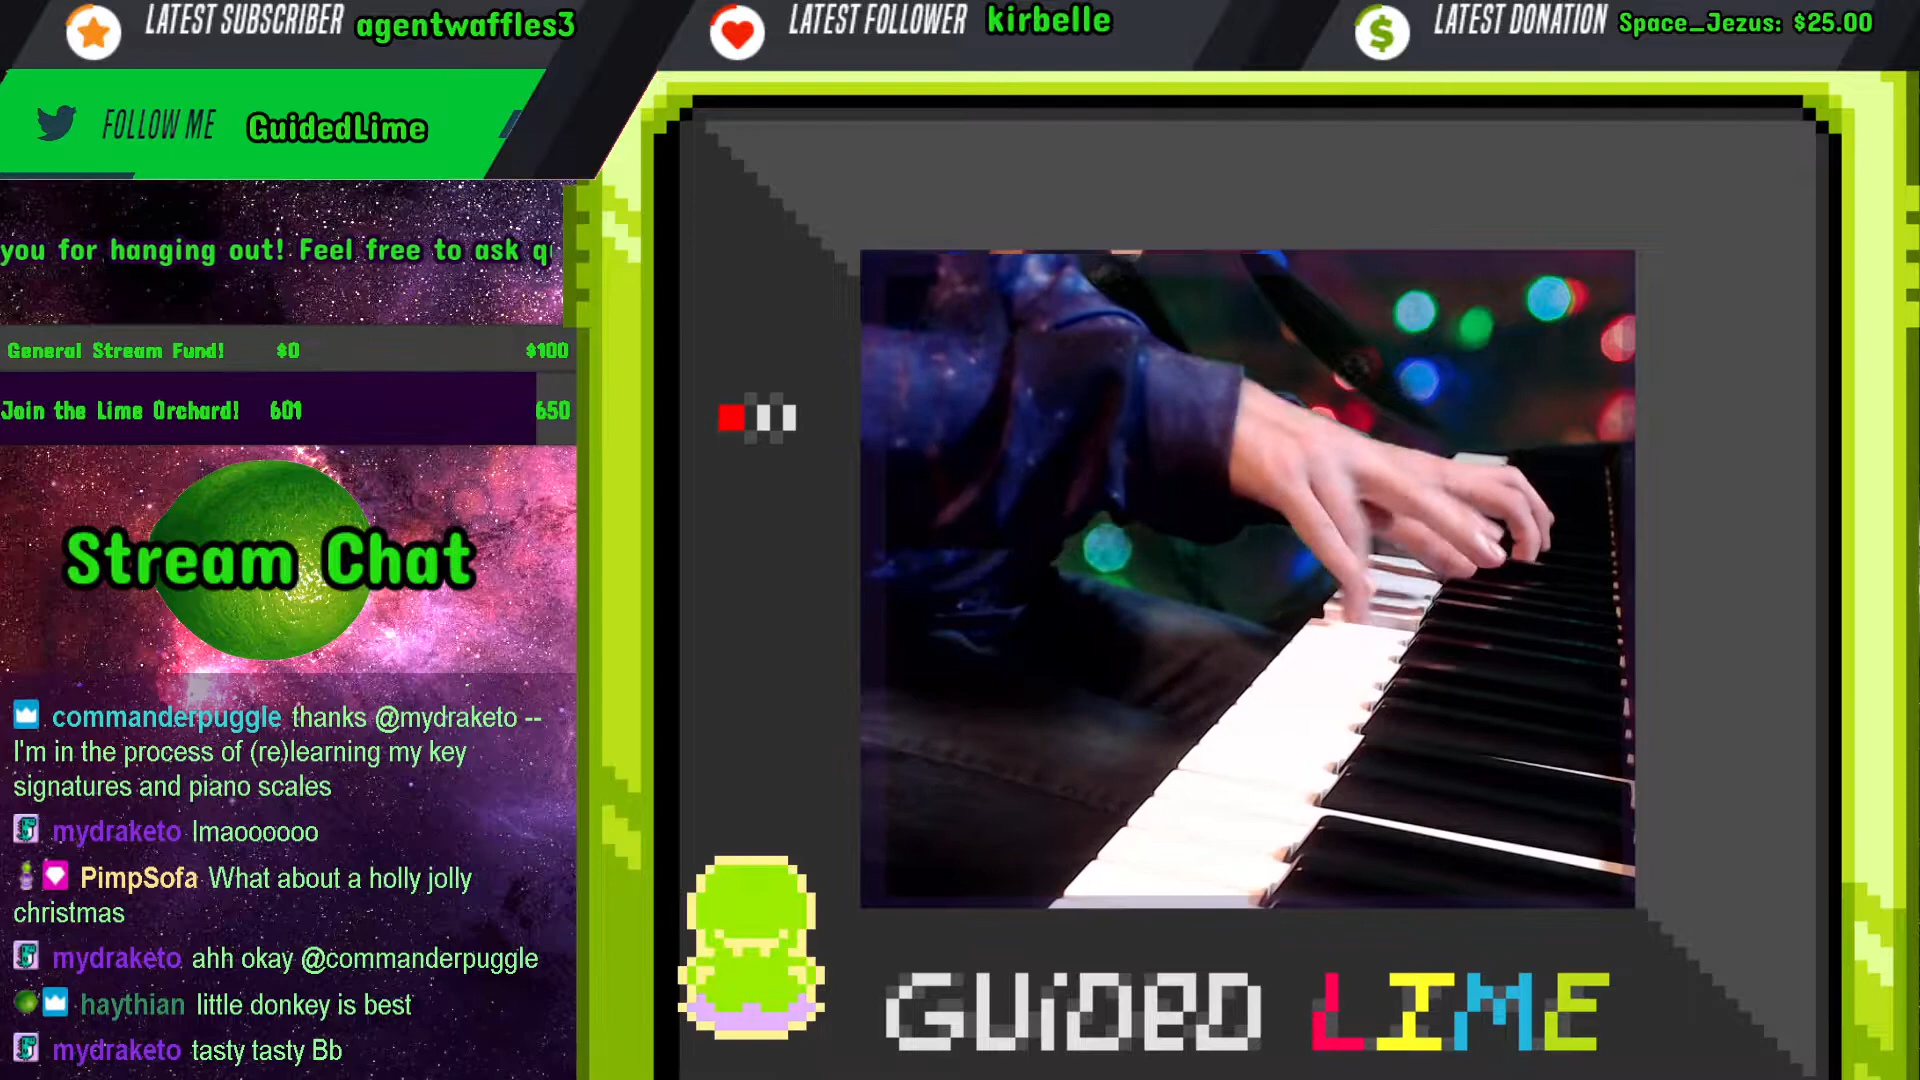 LATEST SUBSCRIBER agentwaffles3
LATEST FOLLOWER kirbelle
LATEST DONATION Space_Jezus: $25.00
FOLLOW ME GuidedLime
you for hanging out! Feel free to ask
General Stream Fund! $0 $100
Join the Lime Orchard! 601 650
Stream Chat
commanderpuggle thanks @mydraketo --
I'm in the process of (re)learning my key
signatures and piano scales
mydraketo lmaoooooo
PimpSofa What about a holly jolly
christmas
mydraketo ahh okay @commanderpuggle
haythian little donkey is best
mydraketo tasty tasty Bb
GUiDED LIME